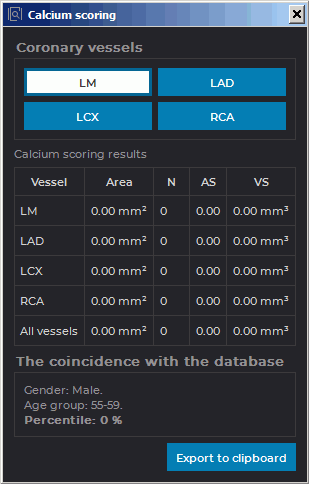 Calcium scoring
Coronary vessels
LM LAD
LCX RCA
Calcium scoring results
Vessel Area N AS VS
LM 0.00 mm² 0 0.00 0.00 mm³
LAD 0.00 mm² 0 0.00 0.00 mm³
LCX 0.00 mm² 0 0.00 0.00 mm³
RCA 0.00 mm² 0 0.00 0.00 mm³
All vessels 0.00 mm² 0 0.00 0.00 mm³
The coincidence with the database
Gender: Male.
Age group: 55-59.
Percentile: 0 %
Export to clipboard